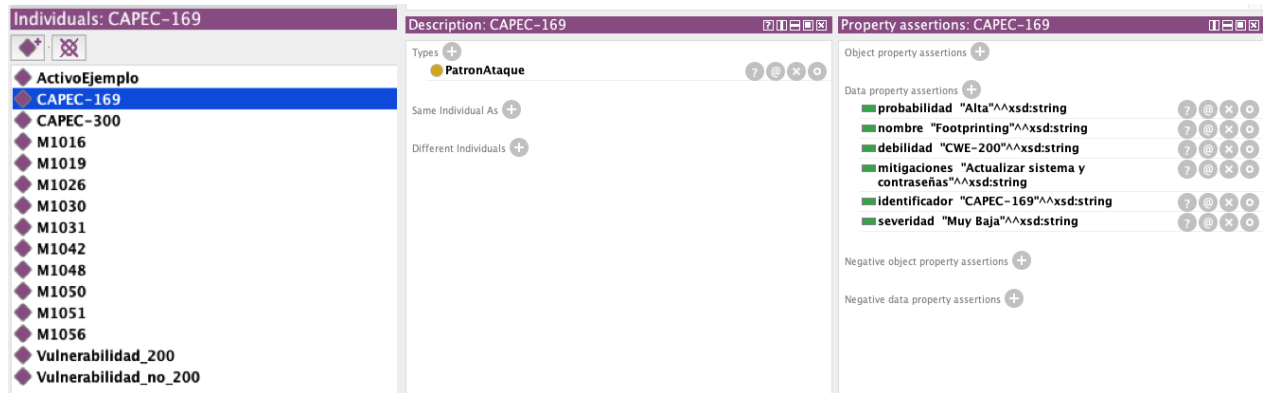 Individuals: CAPEC-169
ActivoEjemplo
CAPEC-169
CAPEC-300
M1016
M1019
M1026
M1030
M1031
M1042
M1048
M1050
M1051
M1056
Vulnerabilidad_200
Vulnerabilidad_no_200
Description: CAPEC-169
Types
PatronAtaque
Same Individual As
Different Individuals
Property assertions: CAPEC-169
Object property assertions
Data property assertions
probabilidad "Alta"^^xsd:string
nombre "Footprinting"^^xsd:string
debilidad "CWE-200"^^xsd:string
mitigaciones "Actualizar sistema y
contraseñas"^^xsd:string
identificador "CAPEC-169"^^xsd:string
severidad "Muy Baja"^^xsd:string
Negative object property assertions
Negative data property assertions